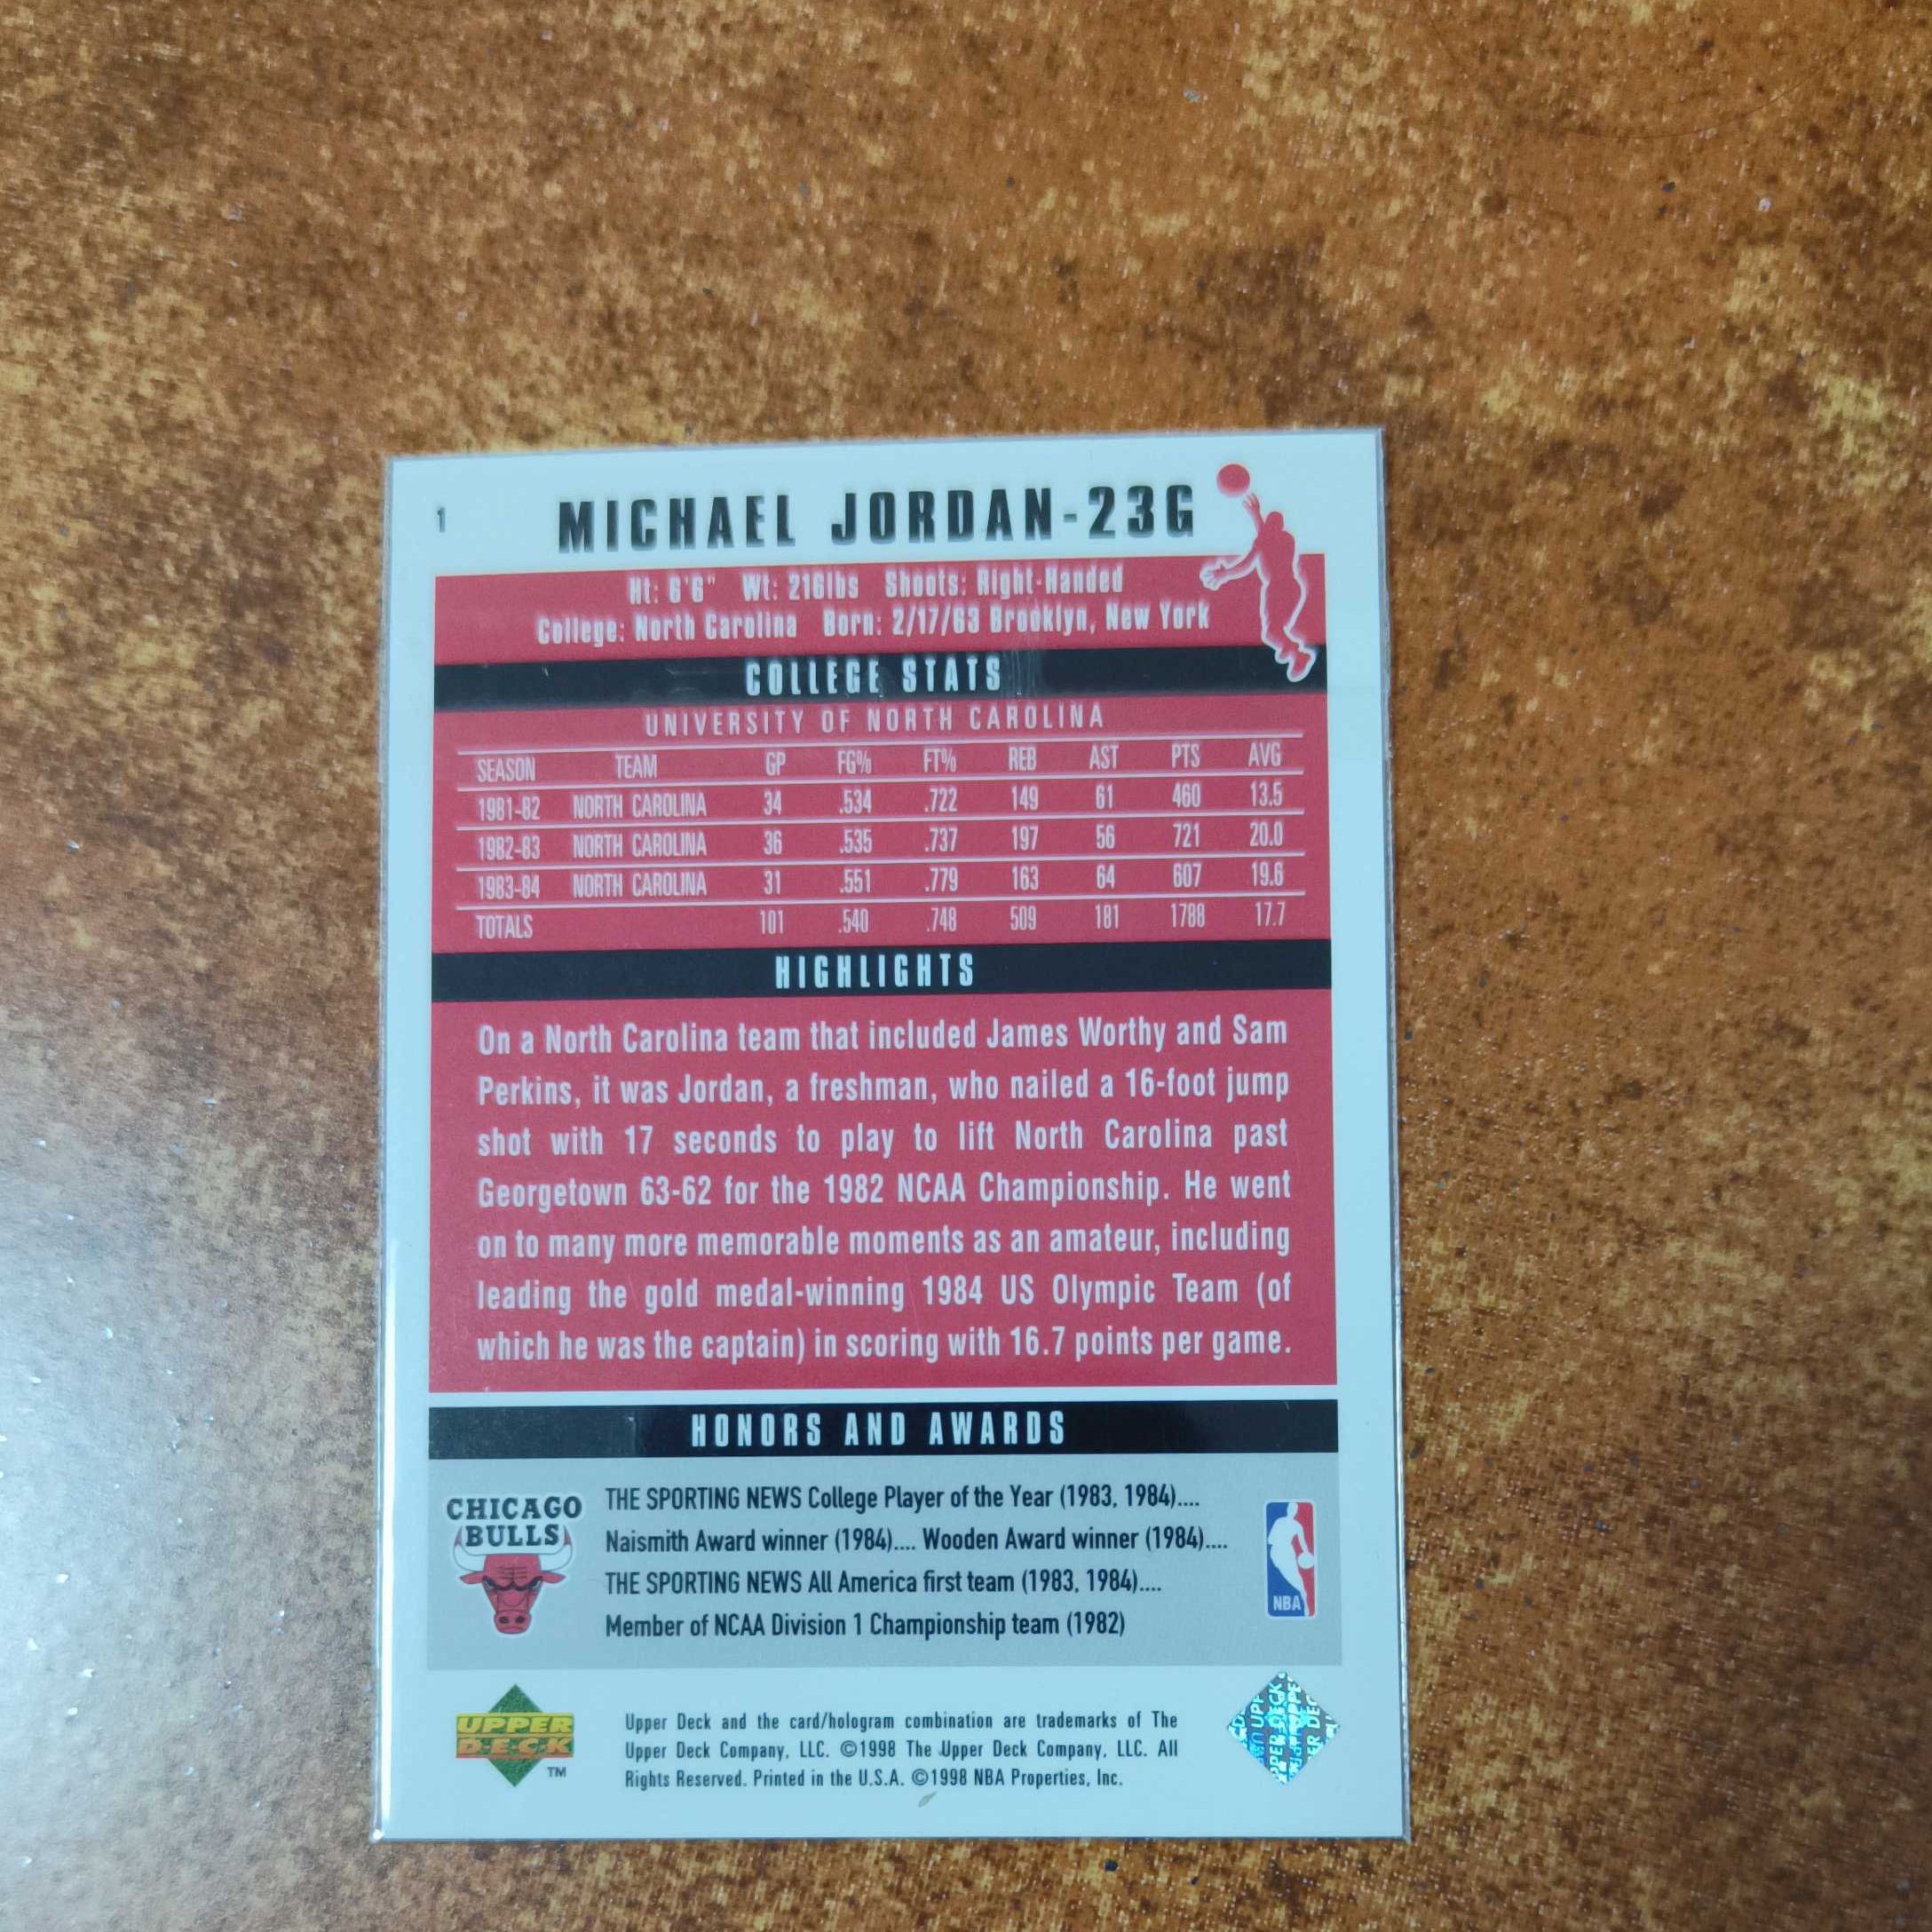 1
MICHAEL JORDAN-23G
Ht: 6'6" Wt: 216lbs Shoots: Right-Handed
College: North Carolina Born: 2/17/63 Brooklyn, New York
COLLEGE STATS
UNIVERSITY OF NORTH CAROLINA
SEASON TEAM GP FG% FT% REB AST PTS AVG
1981-82 NORTH CAROLINA 34 .534 .722 149 61 460 13.5
1982-83 NORTH CAROLINA 36 .535 .737 197 56 721 20.0
1983-84 NORTH CAROLINA 31 .551 .779 163 64 607 19.6
TOTALS 101 .540 .748 509 181 1788 17.7
HIGHLIGHTS
On a North Carolina team that included James Worthy and Sam
Perkins, it was Jordan, a freshman, who nailed a 16-foot jump
shot with 17 seconds to play to lift North Carolina past
Georgetown 63-62 for the 1982 NCAA Championship. He went
on to many more memorable moments as an amateur, including
leading the gold medal-winning 1984 US Olympic Team (of
which he was the captain) in scoring with 16.7 points per game.
HONORS AND AWARDS
CHICAGO
BULLS
THE SPORTING NEWS College Player of the Year (1983, 1984)....
Naismith Award winner (1984).... Wooden Award winner (1984)....
THE SPORTING NEWS All America first team (1983, 1984)....
Member of NCAA Division 1 Championship team (1982)
NBA
UPPER
DECK
TM
Upper Deck and the card/hologram combination are trademarks of The
Upper Deck Company, LLC. ©1998 The Upper Deck Company, LLC. All
Rights Reserved. Printed in the U.S.A. ©1998 NBA Properties, Inc.